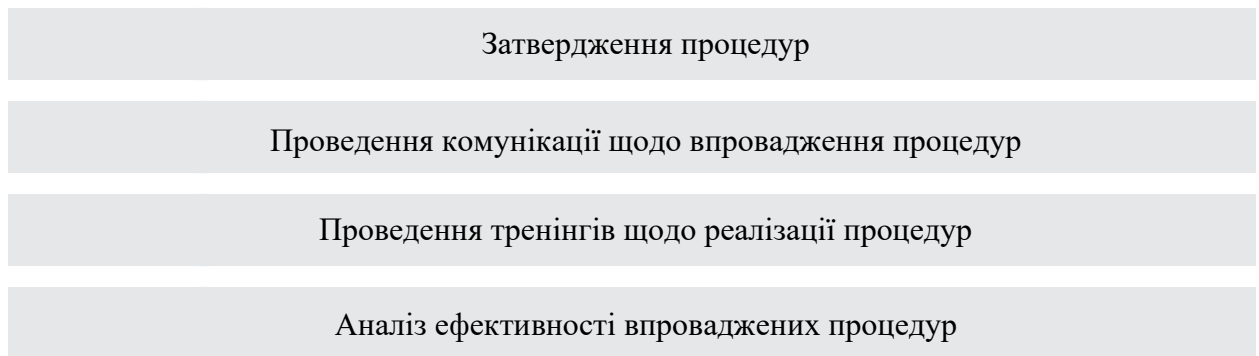 Затвердження процедур
Проведення комунікації щодо впровадження процедур
Проведення тренінгів щодо реалізації процедур
Аналіз ефективності впроваджених процедур